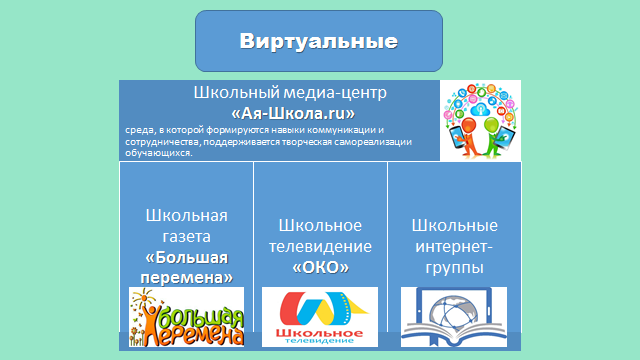 Виртуальные
Школьный медиа-центр
«Ая-Школа.ru»
среда, в которой формируются навыки коммуникации и
сотрудничества, поддерживается творческая самореализации
обучающихся.
Школьная
газета
«Большая
перемена»
большая
перемена
Школьное
телевидение
«ОКО»
Школьное
телевидение
Школьные
интернет-
группы